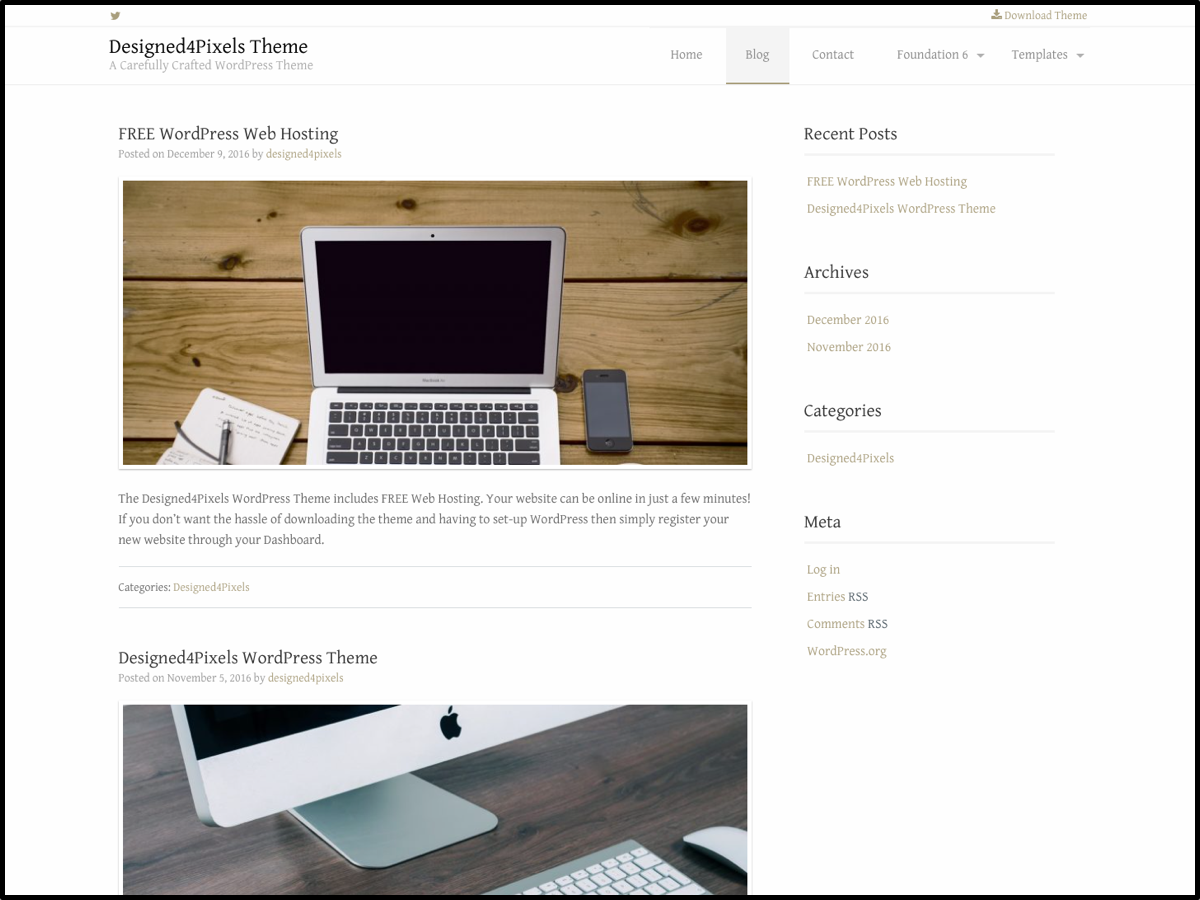 Download Theme
Designed4Pixels Theme
A Carefully Crafted WordPress Theme
Home
Blog
Contact
Foundation 6
Templates
FREE WordPress Web Hosting
Posted on December 9, 2016 by designed4pixels
The Designed4Pixels WordPress Theme includes FREE Web Hosting. Your website can be online in just a few minutes!
If you don’t want the hassle of downloading the theme and having to set-up WordPress then simply register your
new website through your Dashboard.
Categories: Designed4Pixels
Designed4Pixels WordPress Theme
Posted on November 5, 2016 by designed4pixels
Recent Posts
FREE WordPress Web Hosting
Designed4Pixels WordPress Theme
Archives
December 2016
November 2016
Categories
Designed4Pixels
Meta
Log in
Entries RSS
Comments RSS
WordPress.org